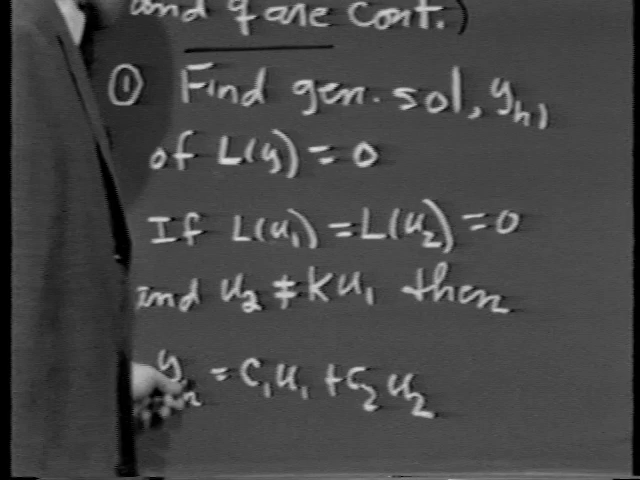 and q are cont.)
① Find gen. sol, yₕ,
of L(y) = 0
If L(u₁) = L(u₂) = 0
and u₂ ≠ ku₁ then
yₕ = c₁u₁ + c₂u₂